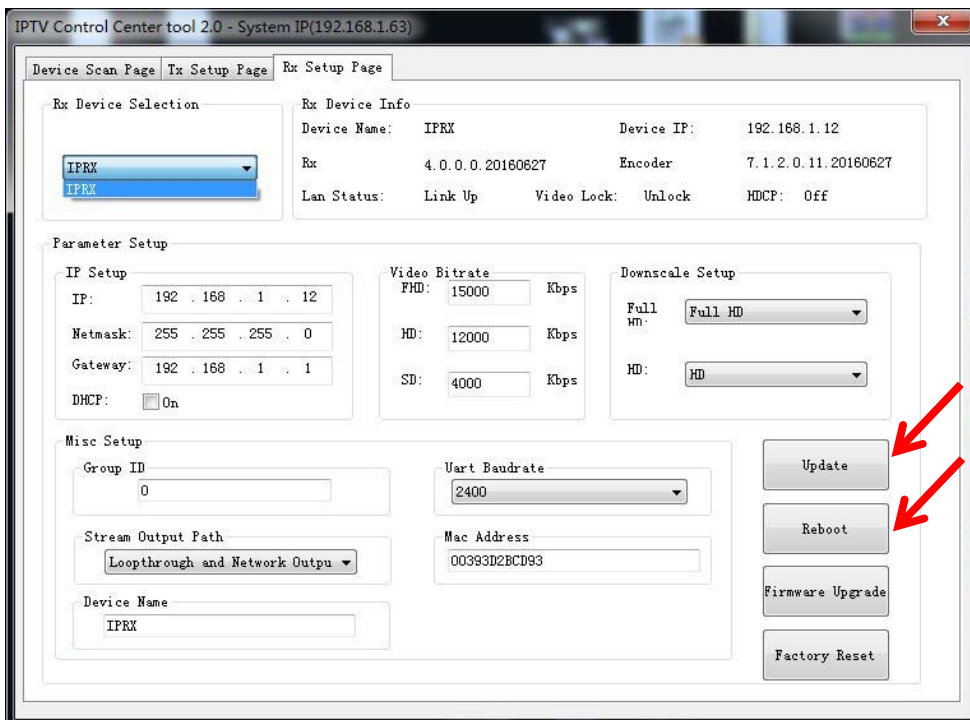 IPTV Control Center tool 2.0 - System IP(192.168.1.63)
x
Device Scan Page Tx Setup Page Rx Setup Page
Rx Device Selection
IPRX
IPRX
Rx Device Info
Device Name: IPRX Device IP: 192.168.1.12
Rx 4.0.0.0.20160627 Encoder 7.1.2.0.11.20160627
Lan Status: Link Up Video Lock: Unlock HDCP: Off
Parameter Setup
IP Setup
IP: 192 . 168 . 1 . 12
Netmask: 255 . 255 . 255 . 0
Gateway: 192 . 168 . 1 . 1
DHCP: On
Video Bitrate
FHD: 15000 Kbps
HD: 12000 Kbps
SD: 4000 Kbps
Downscale Setup
Full HD: Full HD
HD: HD
Misc Setup
Group ID
0
Uart Baudrate
2400
Stream Output Path
Loopthrough and Network Outpu
Mac Address
00393D2BCD93
Device Name
IPRX
Update
Reboot
Firmware Upgrade
Factory Reset